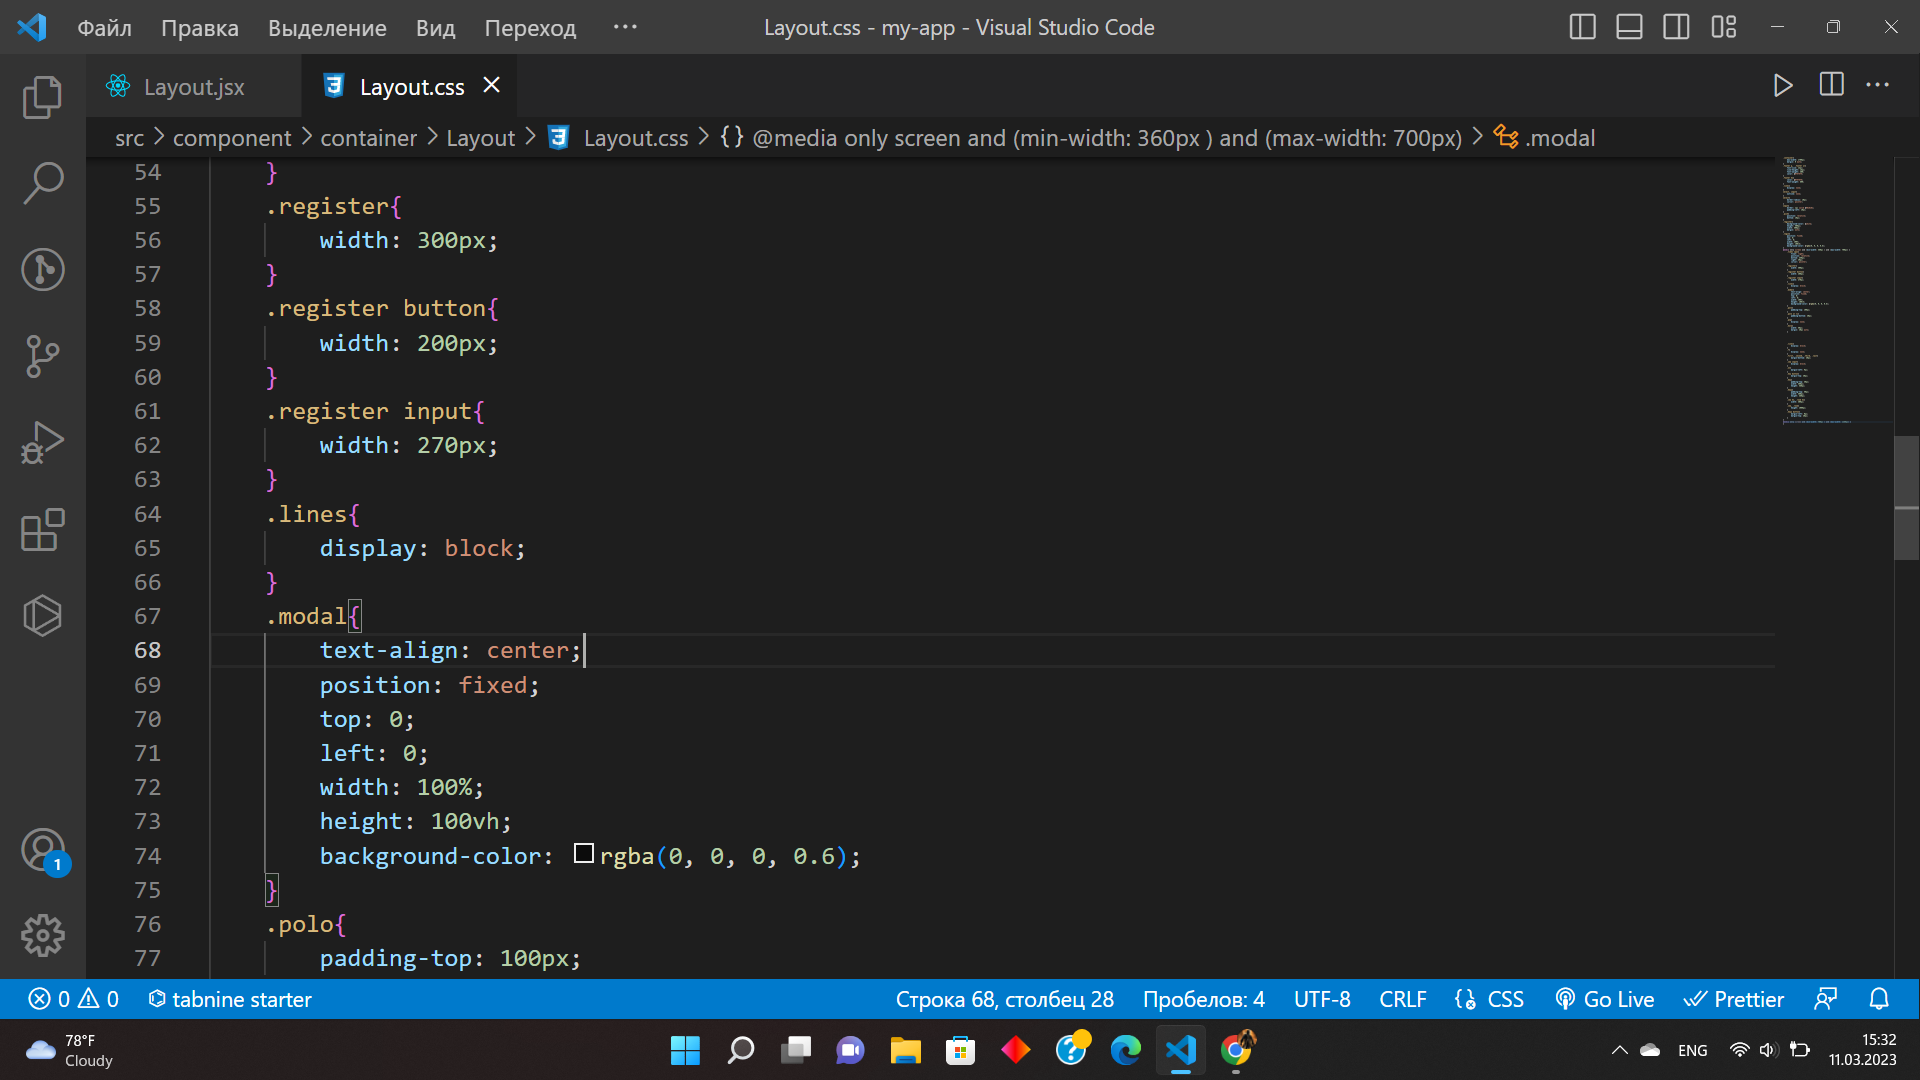 Файл Правка Выделение Вид Переход ··· Layout.css - my-app - Visual Studio Code
Layout.jsx Layout.css
src > component > container > Layout > Layout.css > {} @media only screen and (min-width: 360px ) and (max-width: 700px) > .modal
54 }
55 .register{
56 width: 300px;
57 }
58 .register button{
59 width: 200px;
60 }
61 .register input{
62 width: 270px;
63 }
64 .lines{
65 display: block;
66 }
67 .modal{
68 text-align: center;
69 position: fixed;
70 top: 0;
71 left: 0;
72 width: 100%;
73 height: 100vh;
74 background-color: rgba(0, 0, 0, 0.6);
75 }
76 .polo{
77 padding-top: 100px;
1
0 0 tabnine starter Строка 68, столбец 28 Пробелов: 4 UTF-8 CRLF CSS Go Live Prettier
78°F
Cloudy
ENG
15:32
11.03.2023